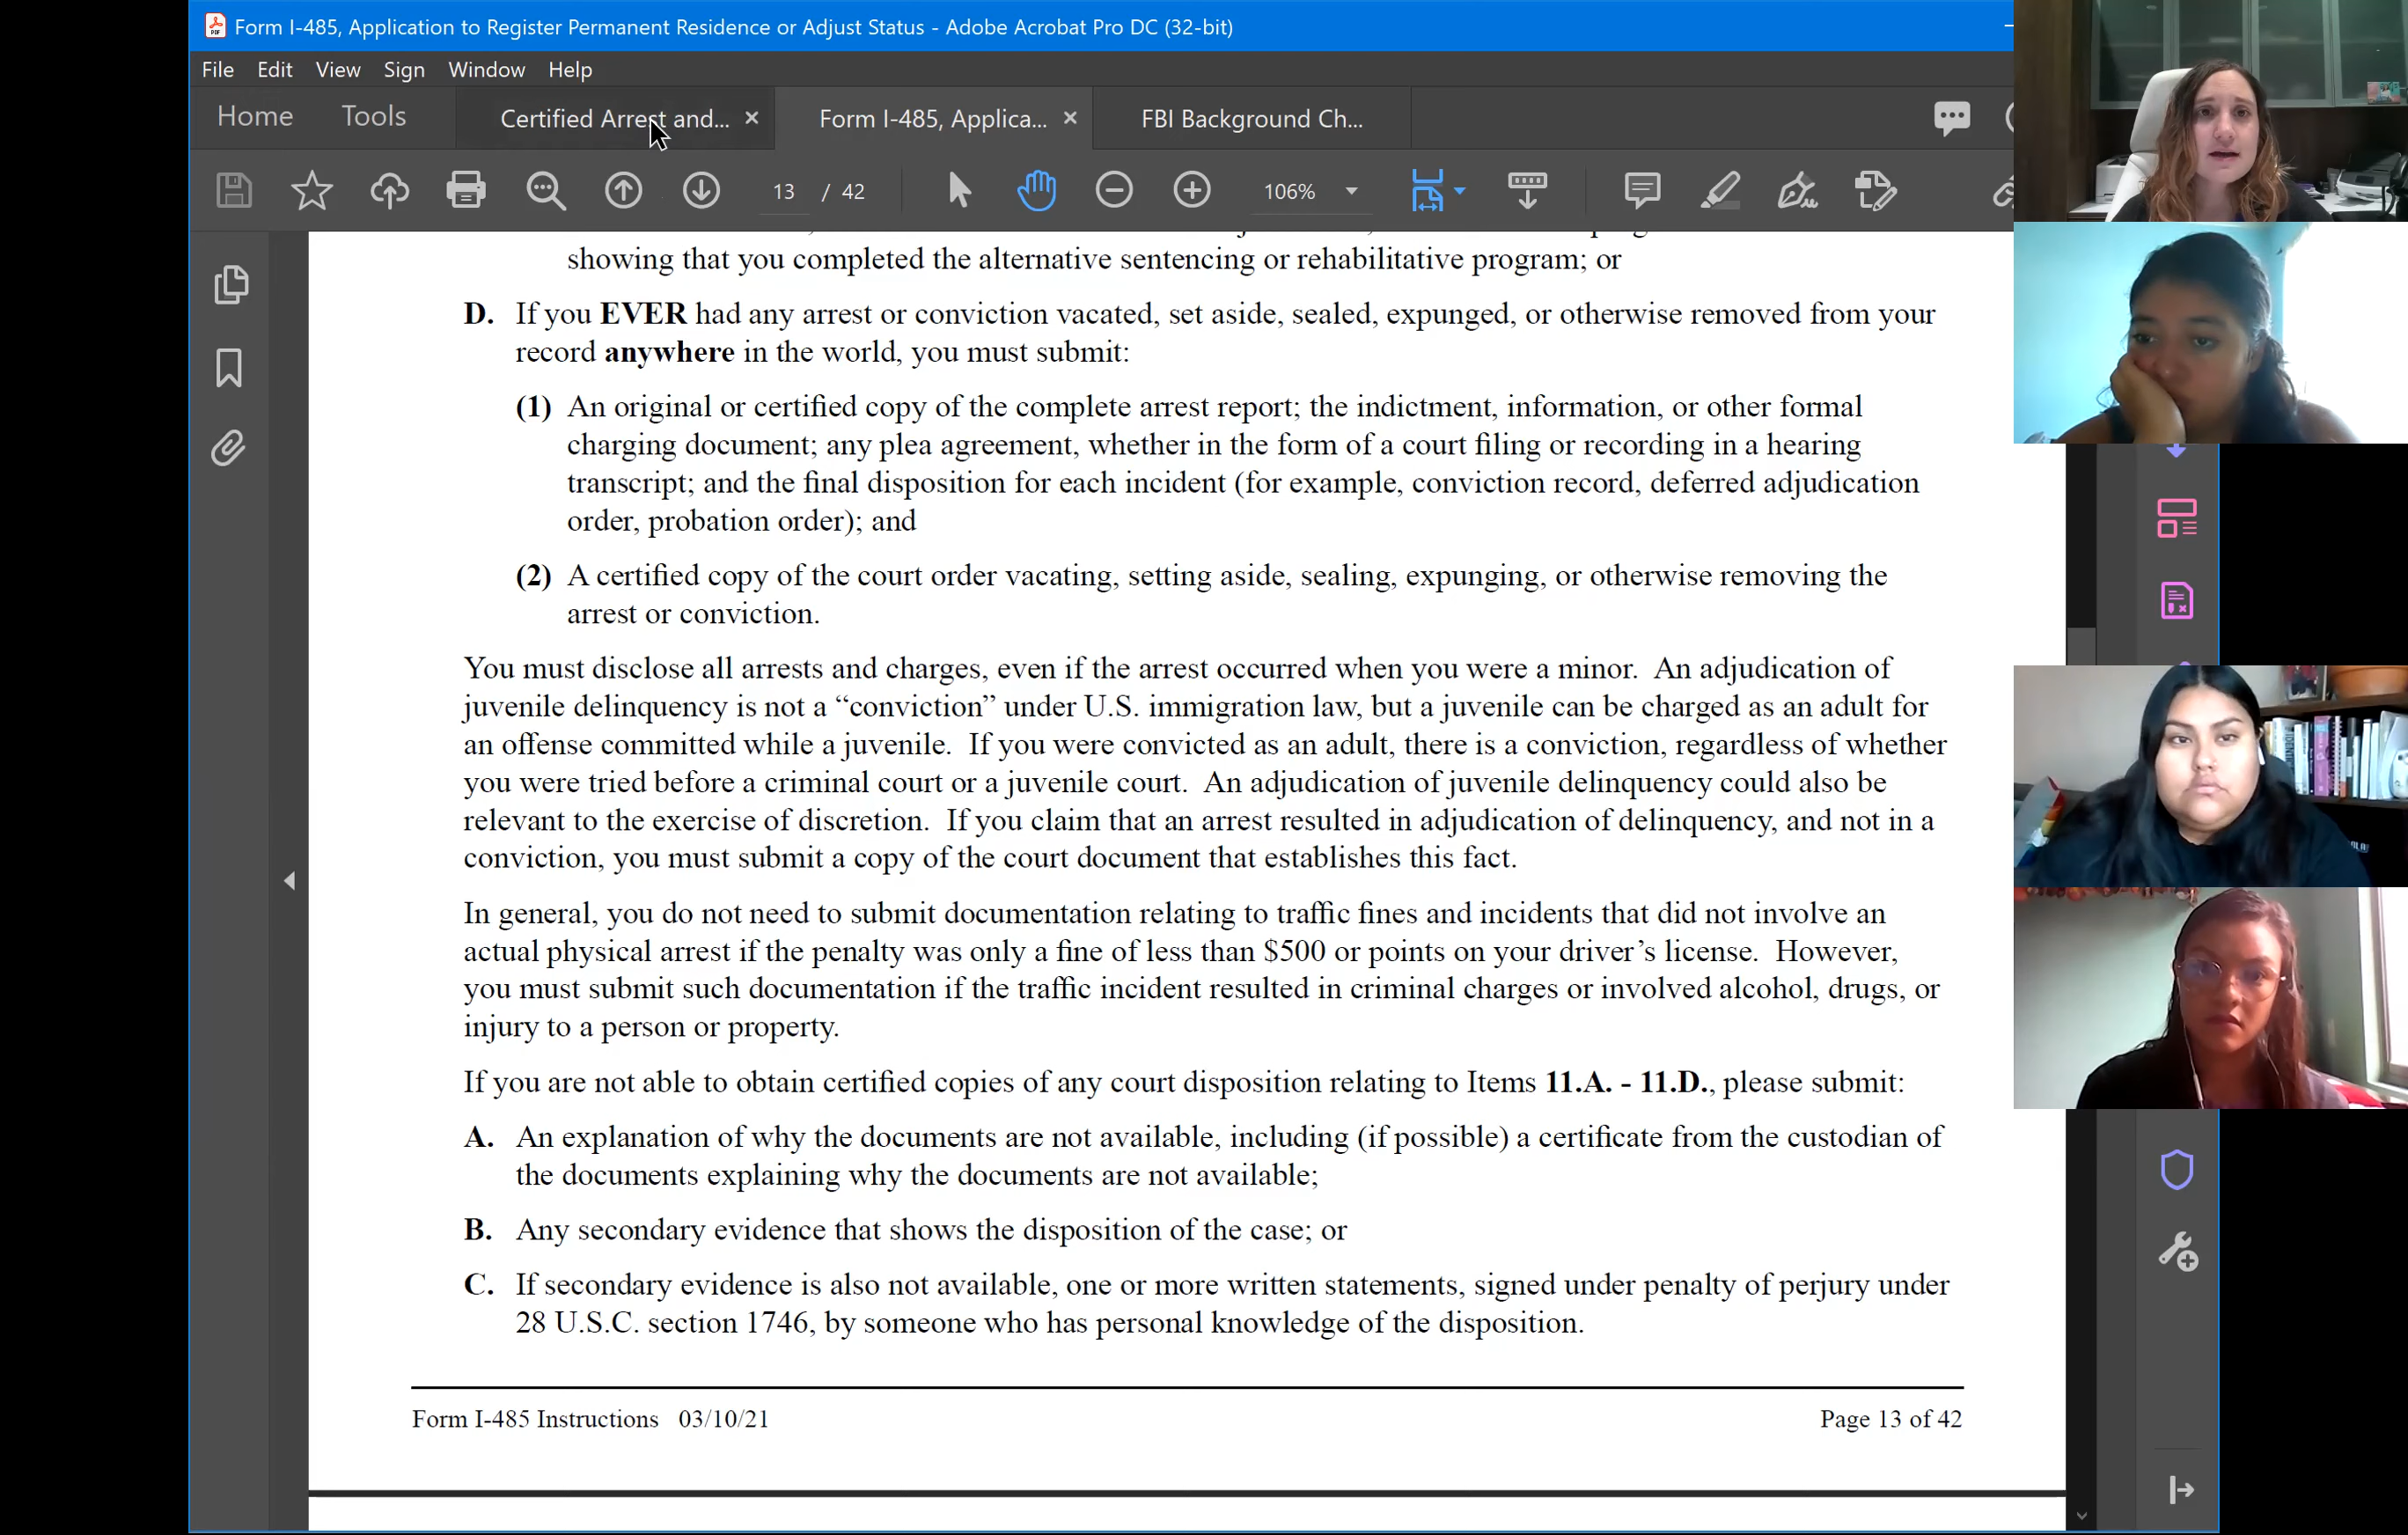 Form I-485, Application to Register Permanent Residence or Adjust Status - Adobe Acrobat Pro DC (32-bit)
File Edit View Sign Window Help
Home Tools Certified Arrest and... Form I-485, Applica... FBI Background Ch...
13 / 42 106%
showing that you completed the alternative sentencing or rehabilitative program; or
D. If you EVER had any arrest or conviction vacated, set aside, sealed, expunged, or otherwise removed from your
record anywhere in the world, you must submit:
(1) An original or certified copy of the complete arrest report; the indictment, information, or other formal
charging document; any plea agreement, whether in the form of a court filing or recording in a hearing
transcript; and the final disposition for each incident (for example, conviction record, deferred adjudication
order, probation order); and
(2) A certified copy of the court order vacating, setting aside, sealing, expunging, or otherwise removing the
arrest or conviction.
You must disclose all arrests and charges, even if the arrest occurred when you were a minor. An adjudication of
juvenile delinquency is not a “conviction” under U.S. immigration law, but a juvenile can be charged as an adult for
an offense committed while a juvenile. If you were convicted as an adult, there is a conviction, regardless of whether
you were tried before a criminal court or a juvenile court. An adjudication of juvenile delinquency could also be
relevant to the exercise of discretion. If you claim that an arrest resulted in adjudication of delinquency, and not in a
conviction, you must submit a copy of the court document that establishes this fact.
In general, you do not need to submit documentation relating to traffic fines and incidents that did not involve an
actual physical arrest if the penalty was only a fine of less than $500 or points on your driver’s license. However,
you must submit such documentation if the traffic incident resulted in criminal charges or involved alcohol, drugs, or
injury to a person or property.
If you are not able to obtain certified copies of any court disposition relating to Items 11.A. - 11.D., please submit:
A. An explanation of why the documents are not available, including (if possible) a certificate from the custodian of
the documents explaining why the documents are not available;
B. Any secondary evidence that shows the disposition of the case; or
C. If secondary evidence is also not available, one or more written statements, signed under penalty of perjury under
28 U.S.C. section 1746, by someone who has personal knowledge of the disposition.
Form I-485 Instructions 03/10/21 Page 13 of 42